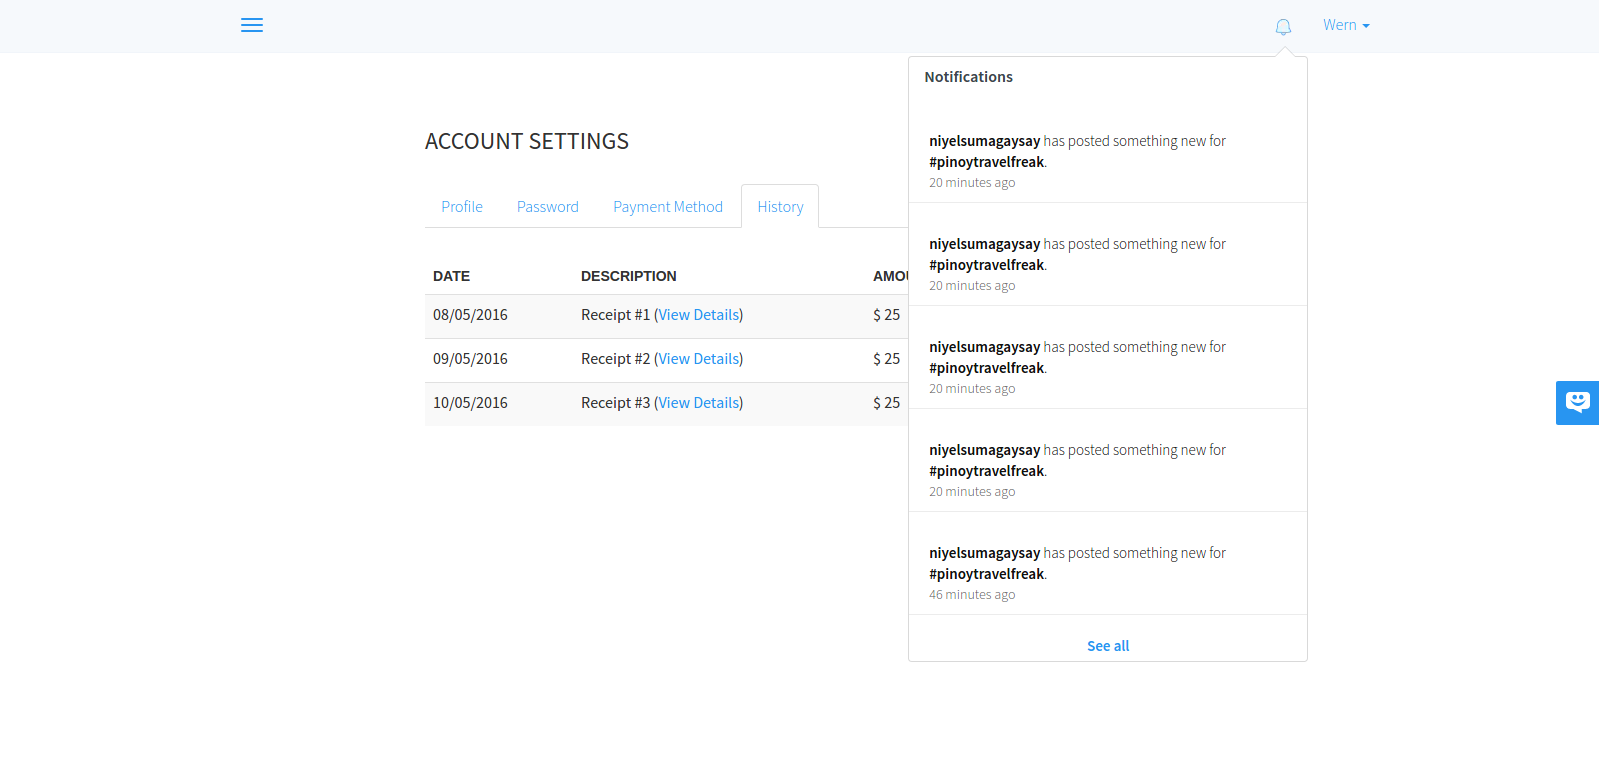 Wern
Notifications
ACCOUNT SETTINGS
Profile Password Payment Method History
DATE DESCRIPTION
08/05/2016 Receipt #1 (View Details) $ 25
09/05/2016 Receipt #2 (View Details) $ 25
10/05/2016 Receipt #3 (View Details) $ 25
niyelsumagaysay has posted something new for
#pinoytravelfreak.
20 minutes ago
niyelsumagaysay has posted something new for
#pinoytravelfreak.
20 minutes ago
niyelsumagaysay has posted something new for
#pinoytravelfreak.
20 minutes ago
niyelsumagaysay has posted something new for
#pinoytravelfreak.
20 minutes ago
niyelsumagaysay has posted something new for
#pinoytravelfreak.
46 minutes ago
See all